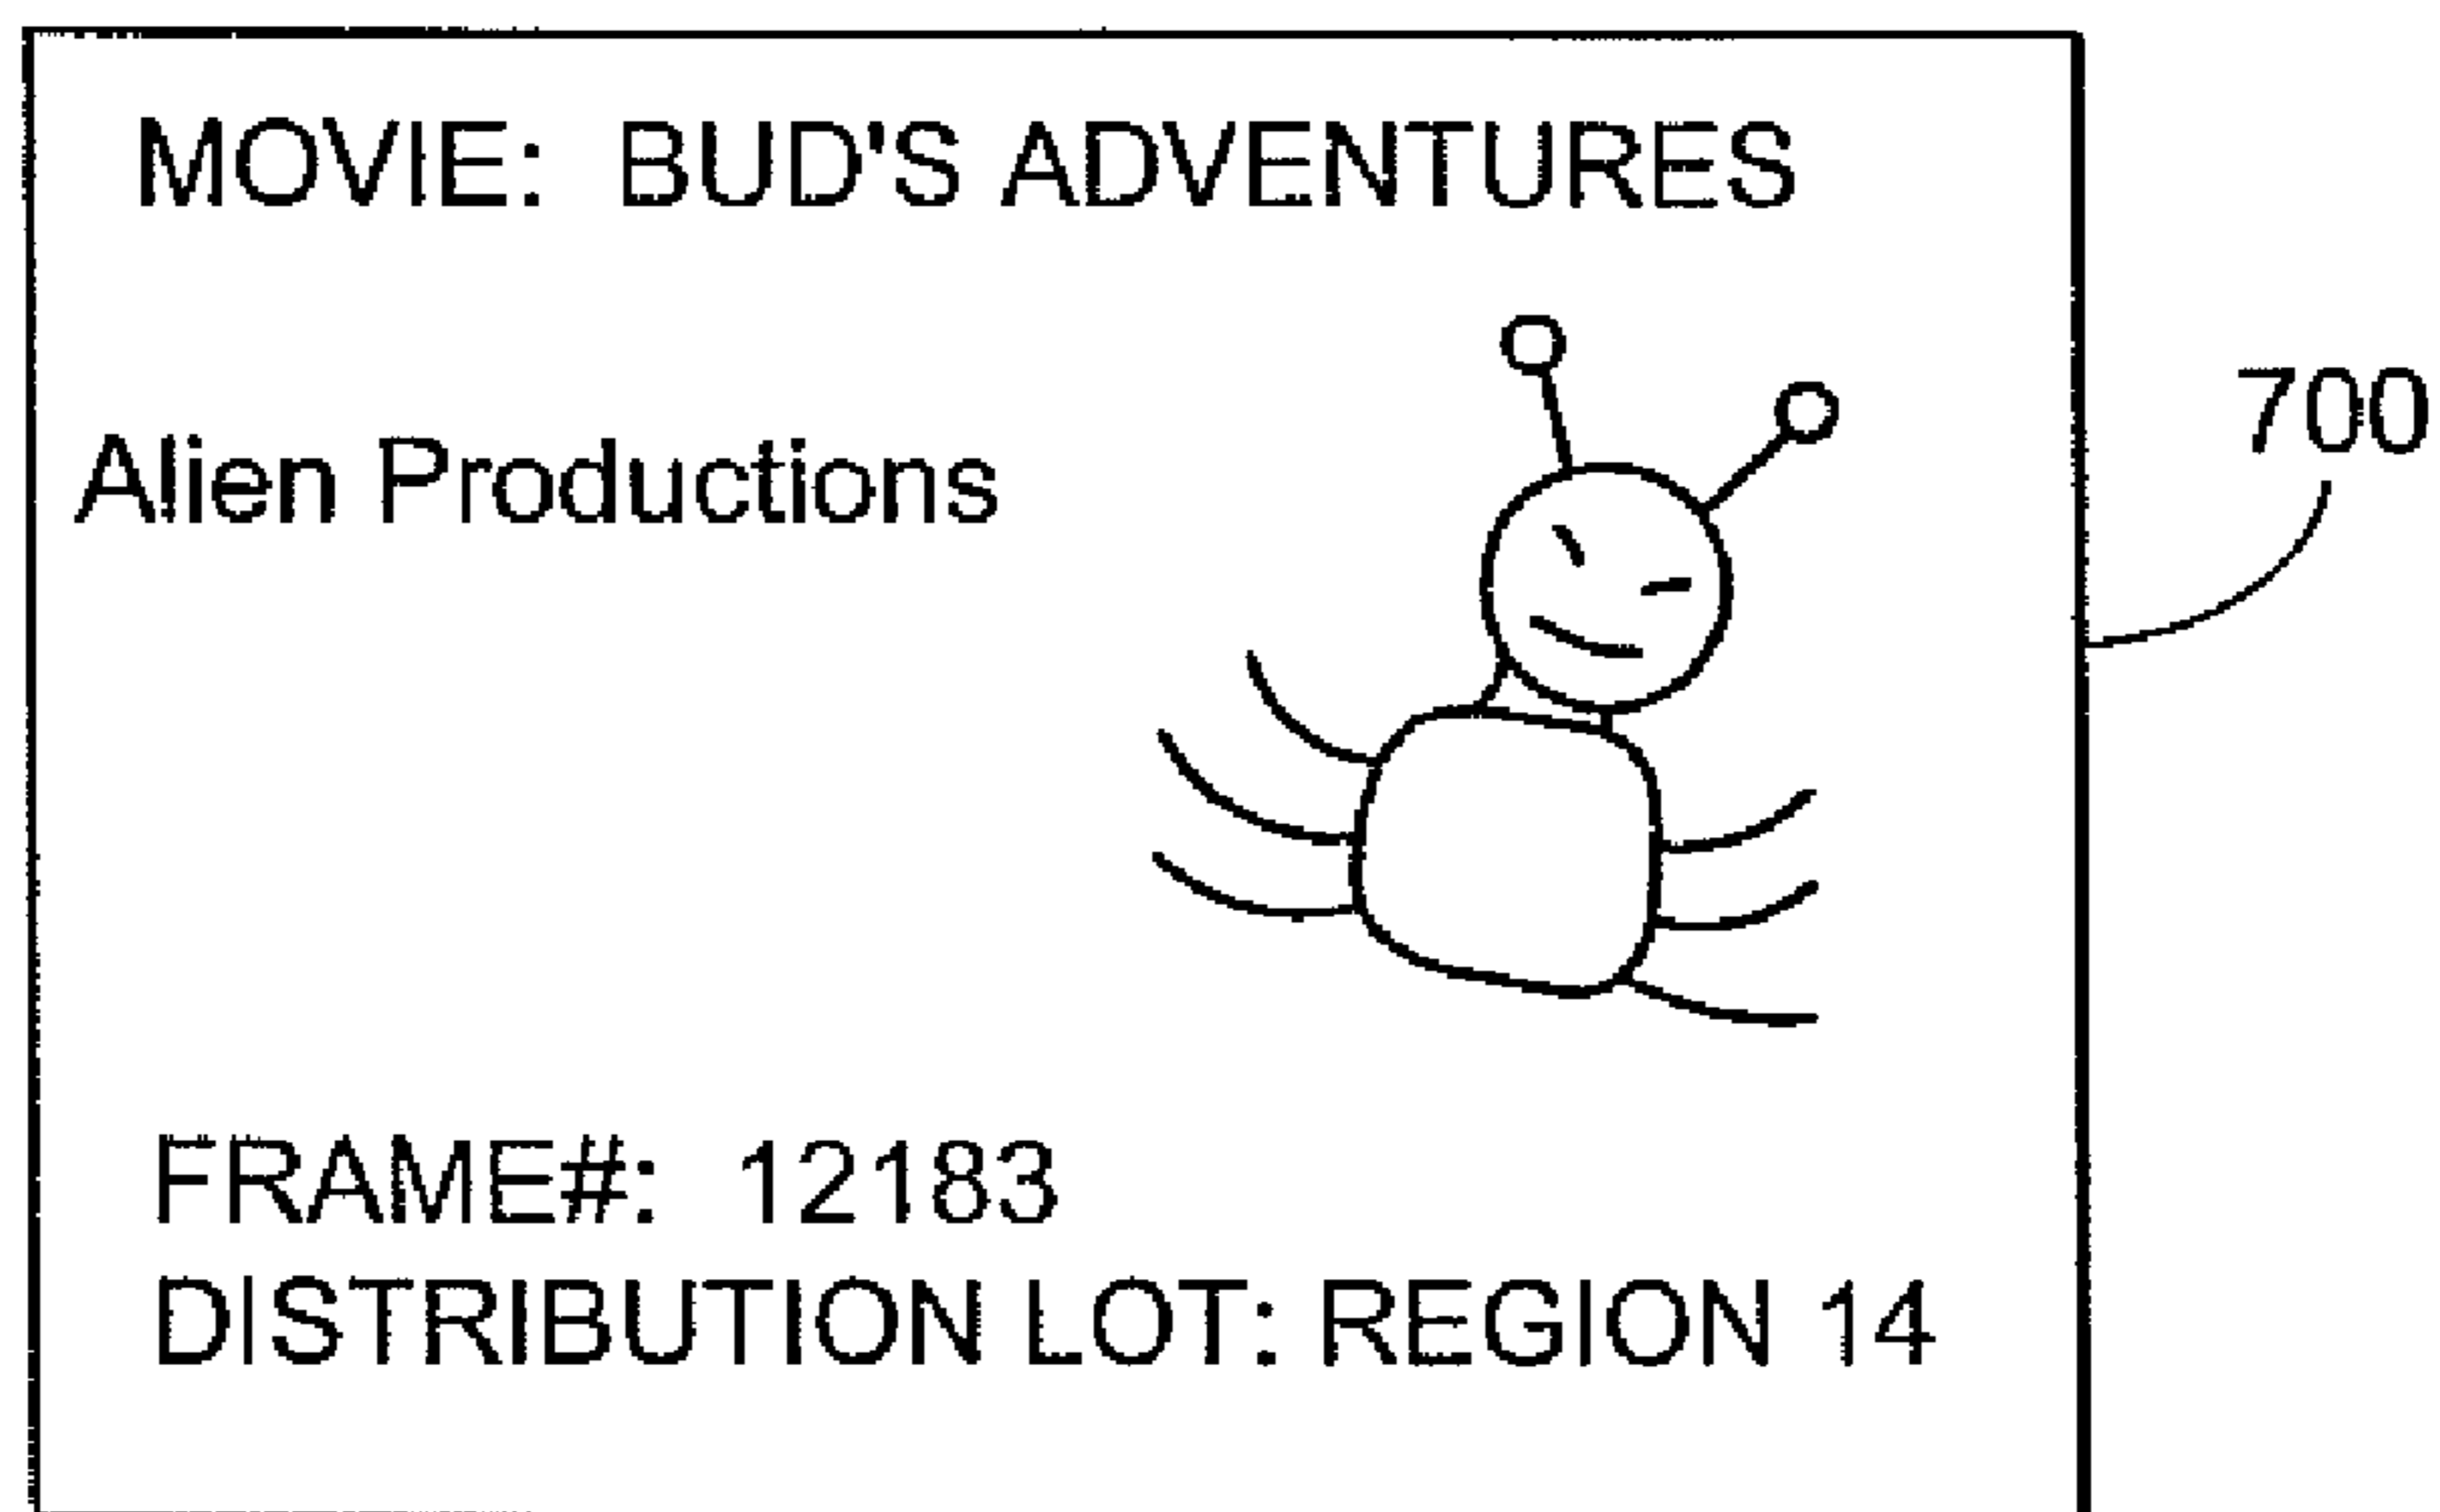 MOVIE: BUD'S ADVENTURES
Alien Productions
700
FRAME#: 12183
DISTRIBUTION LOT: REGION 14